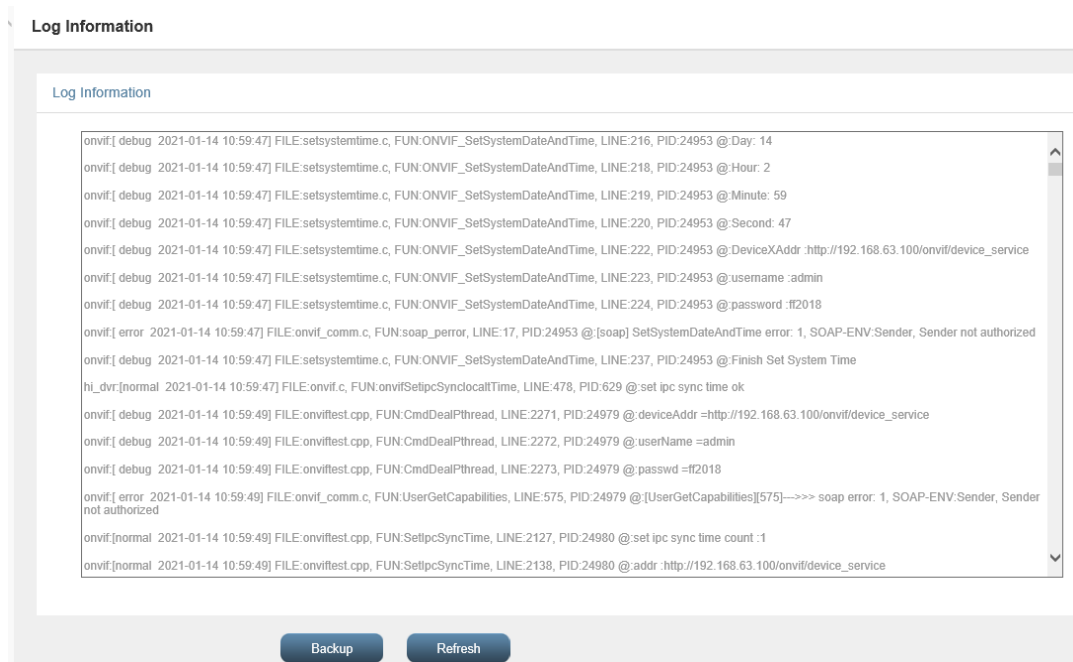 Log Information
Log Information
onvif:[ debug  2021-01-14 10:59:47] FILE:setsystemtime.c, FUN:ONVIF_SetSystemDateAndTime, LINE:216, PID:24953 @:Day: 14
onvif:[ debug  2021-01-14 10:59:47] FILE:setsystemtime.c, FUN:ONVIF_SetSystemDateAndTime, LINE:218, PID:24953 @:Hour: 2
onvif:[ debug  2021-01-14 10:59:47] FILE:setsystemtime.c, FUN:ONVIF_SetSystemDateAndTime, LINE:219, PID:24953 @:Minute: 59
onvif:[ debug  2021-01-14 10:59:47] FILE:setsystemtime.c, FUN:ONVIF_SetSystemDateAndTime, LINE:220, PID:24953 @:Second: 47
onvif:[ debug  2021-01-14 10:59:47] FILE:setsystemtime.c, FUN:ONVIF_SetSystemDateAndTime, LINE:222, PID:24953 @:DeviceXAddr :http://192.168.63.100/onvif/device_service
onvif:[ debug  2021-01-14 10:59:47] FILE:setsystemtime.c, FUN:ONVIF_SetSystemDateAndTime, LINE:223, PID:24953 @:username :admin
onvif:[ debug  2021-01-14 10:59:47] FILE:setsystemtime.c, FUN:ONVIF_SetSystemDateAndTime, LINE:224, PID:24953 @:password :ff2018
onvif:[ error  2021-01-14 10:59:47] FILE:onvif_comm.c, FUN:soap_perror, LINE:17, PID:24953 @:[soap] SetSystemDateAndTime error: 1, SOAP-ENV:Sender, Sender not authorized
onvif:[ debug  2021-01-14 10:59:47] FILE:setsystemtime.c, FUN:ONVIF_SetSystemDateAndTime, LINE:237, PID:24953 @:Finish Set System Time
hi_dvr:[normal  2021-01-14 10:59:47] FILE:onvif.c, FUN:onvifSetIpcSynclocaltTime, LINE:478, PID:629 @:set ipc sync time ok
onvif:[ debug  2021-01-14 10:59:49] FILE:onviftest.cpp, FUN:CmdDealPthread, LINE:2271, PID:24979 @:deviceAddr =http://192.168.63.100/onvif/device_service
onvif:[ debug  2021-01-14 10:59:49] FILE:onviftest.cpp, FUN:CmdDealPthread, LINE:2272, PID:24979 @:userName =admin
onvif:[ debug  2021-01-14 10:59:49] FILE:onviftest.cpp, FUN:CmdDealPthread, LINE:2273, PID:24979 @:passwd =ff2018
onvif:[ error  2021-01-14 10:59:49] FILE:onvif_comm.c, FUN:UserGetCapabilities, LINE:575, PID:24979 @:[UserGetCapabilities][575]--->>> soap error: 1, SOAP-ENV:Sender, Sender
not authorized
onvif:[normal  2021-01-14 10:59:49] FILE:onviftest.cpp, FUN:SetIpcSyncTime, LINE:2127, PID:24980 @:set ipc sync time count :1
onvif:[normal  2021-01-14 10:59:49] FILE:onviftest.cpp, FUN:SetIpcSyncTime, LINE:2138, PID:24980 @:addr :http://192.168.63.100/onvif/device_service
Backup
Refresh